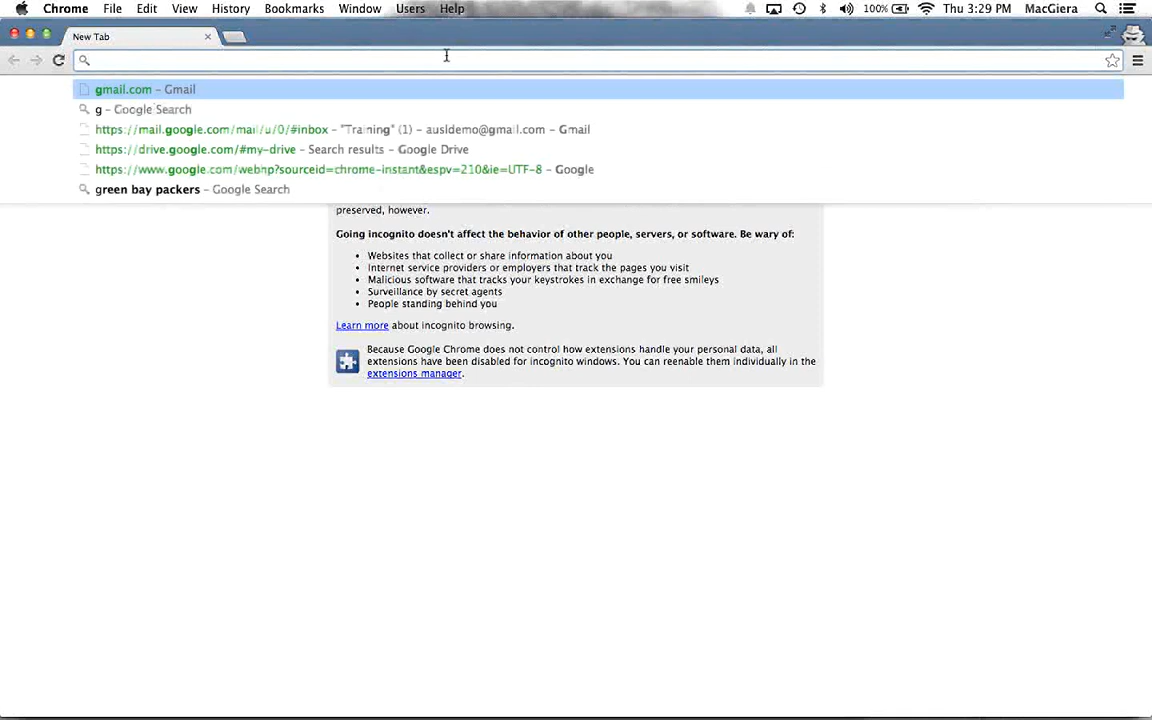 Chrome File Edit View History Bookmarks Window Users Help 100% Thu 3:29 PM MacGiera
New Tab
gmail.com - Gmail
g - Google Search
https://mail.google.com/mail/u/0/#inbox - "Training" (1) - ausldemo@gmail.com - Gmail
https://drive.google.com/#my-drive - Search results - Google Drive
https://www.google.com/webhp?sourceid=chrome-instant&espv=210&ie=UTF-8 - Google
green bay packers - Google Search
preserved, however.
Going incognito doesn't affect the behavior of other people, servers, or software. Be wary of:
• Websites that collect or share information about you
• Internet service providers or employers that track the pages you visit
• Malicious software that tracks your keystrokes in exchange for free smileys
• Surveillance by secret agents
• People standing behind you
Learn more about incognito browsing.
Because Google Chrome does not control how extensions handle your personal data, all
extensions have been disabled for incognito windows. You can reenable them individually in the
extensions manager.